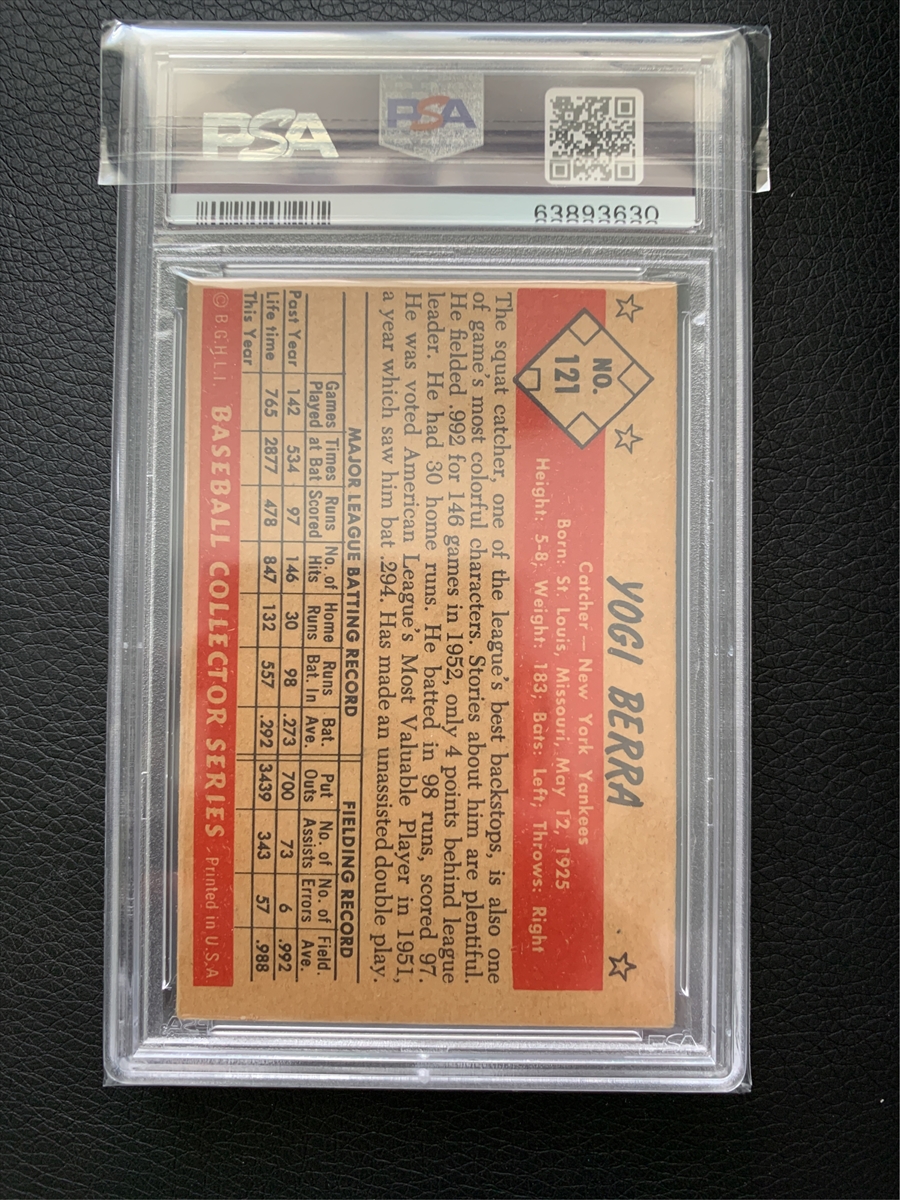 PSA
PSA
63893630
NO.
121
YOGI BERRA
Catcher — New York Yankees
Born: St. Louis, Missouri, May 12, 1925
Height: 5-8; Weight: 183; Bats: Left; Throws: Right
The squat catcher, one of the league's best backstops, is also one
of game's most colorful characters. Stories about him are plentiful.
He fielded .992 for 146 games in 1952, only 4 points behind league
leader. He had 30 home runs. He batted in 98 runs, scored 97.
He was voted American League's Most Valuable Player in 1951,
a year which saw him bat .294. Has made an unassisted double play.
MAJOR LEAGUE BATTING RECORD FIELDING RECORD
Games Times Runs No. of Home Runs Bat. Put No. of No. of Field.
Played at Bat Scored Hits Runs Bat. In Ave. Outs Assists Errors Ave.
Past Year 142 534 97 146 30 98 .273 700 73 6 .992
Life time 765 2877 478 847 132 557 .292 3439 343 57 .988
This Year
© B.G.H.L.I. BASEBALL COLLECTOR SERIES Printed in U.S.A
PSA